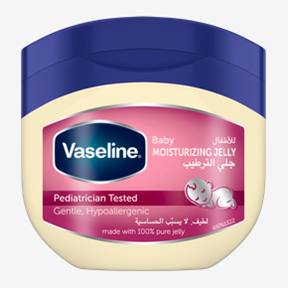 Vaseline
Baby
للأطفال
MOISTURIZING JELLY
جلي الترطيب
Pediatrician Tested
Gentle, Hypoallergenic
لطيف، لا يسبّب الحساسية
made with 100% pure jelly